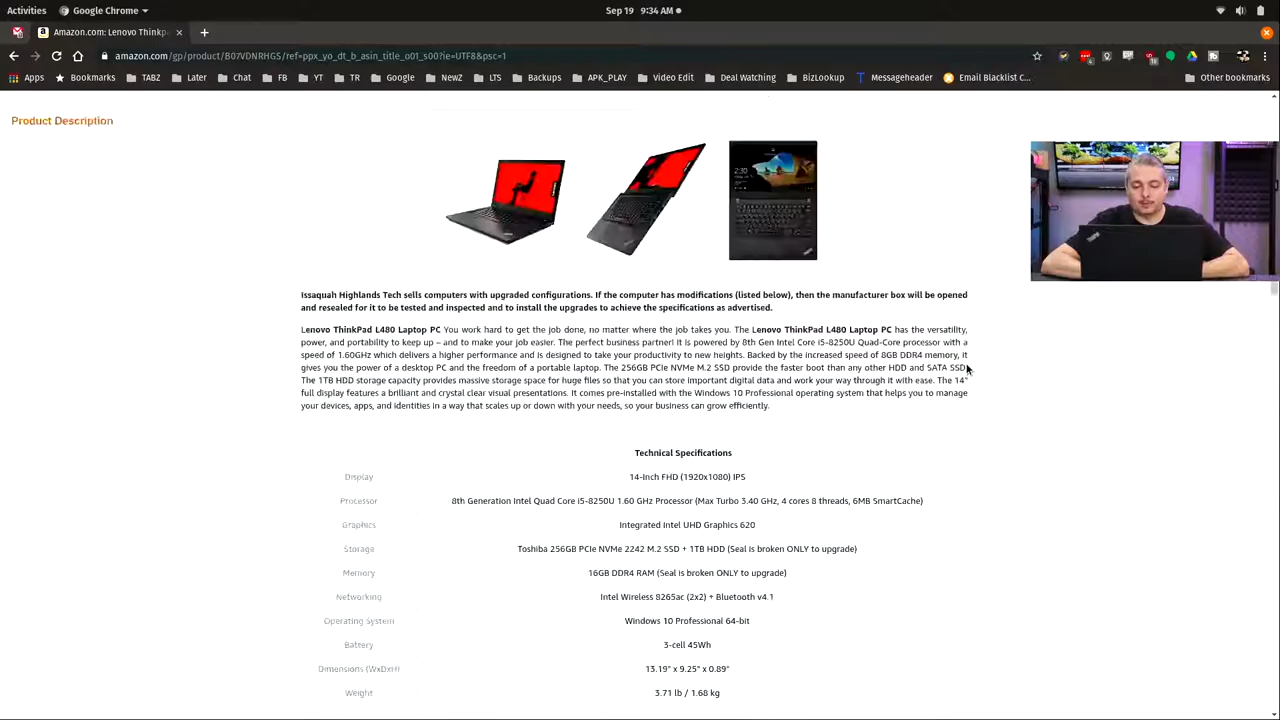 Activities Google Chrome Sep 19 9:34 AM
Amazon.com: Lenovo Thinkp
amazon.com/gp/product/B07VDNRHGS/ref=ppx_yo_dt_b_asin_title_o01_s00?ie=UTF8&psc=1
Apps Bookmarks TABZ Later Chat FB YT TR Google NewZ LTS Backups APK_PLAY Video Edit Deal Watching BizLookup Messageheader Email Blacklist C... Other bookmarks
Product Description
Issaquah Highlands Tech sells computers with upgraded configurations. If the computer has modifications (listed below), then the manufacturer box will be opened
and resealed for it to be tested and inspected and to install the upgrades to achieve the specifications as advertised.
Lenovo ThinkPad L480 Laptop PC You work hard to get the job done, no matter where the job takes you. The Lenovo ThinkPad L480 Laptop PC has the versatility,
power, and portability to keep up – and to make your job easier. The perfect business partner! It is powered by 8th Gen Intel Core i5-8250U Quad-Core processor with a
speed of 1.60GHz which delivers a higher performance and is designed to take your productivity to new heights. Backed by the increased speed of 8GB DDR4 memory, it
gives you the power of a desktop PC and the freedom of a portable laptop. The 256GB PCIe NVMe M.2 SSD provide the faster boot than any other HDD and SATA SSD.
The 1TB HDD storage capacity provides massive storage space for huge files so that you can store important digital data and work your way through it with ease. The 14"
full display features a brilliant and crystal clear visual presentations. It comes pre-installed with the Windows 10 Professional operating system that helps you to manage
your devices, apps, and identities in a way that scales up or down with your needs, so your business can grow efficiently.
Technical Specifications
Display 14-Inch FHD (1920x1080) IPS
Processor 8th Generation Intel Quad Core i5-8250U 1.60 GHz Processor (Max Turbo 3.40 GHz, 4 cores 8 threads, 6MB SmartCache)
Graphics Integrated Intel UHD Graphics 620
Storage Toshiba 256GB PCIe NVMe 2242 M.2 SSD + 1TB HDD (Seal is broken ONLY to upgrade)
Memory 16GB DDR4 RAM (Seal is broken ONLY to upgrade)
Networking Intel Wireless 8265ac (2x2) + Bluetooth v4.1
Operating System Windows 10 Professional 64-bit
Battery 3-cell 45Wh
Dimensions (WxDxH) 13.19" x 9.25" x 0.89"
Weight 3.71 lb / 1.68 kg